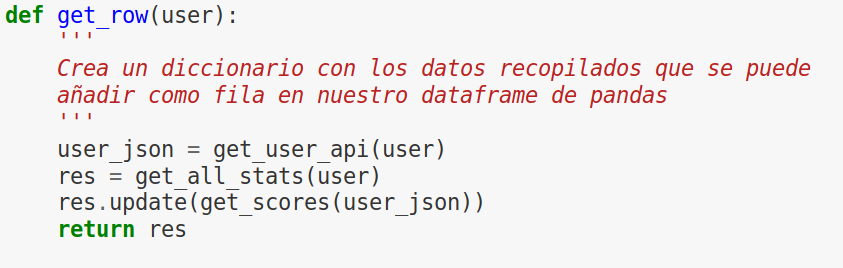 def get_row(user):
    '''
    Crea un diccionario con los datos recopilados que se puede
    añadir como fila en nuestro dataframe de pandas
    '''
    user_json = get_user_api(user)
    res = get_all_stats(user)
    res.update(get_scores(user_json))
    return res